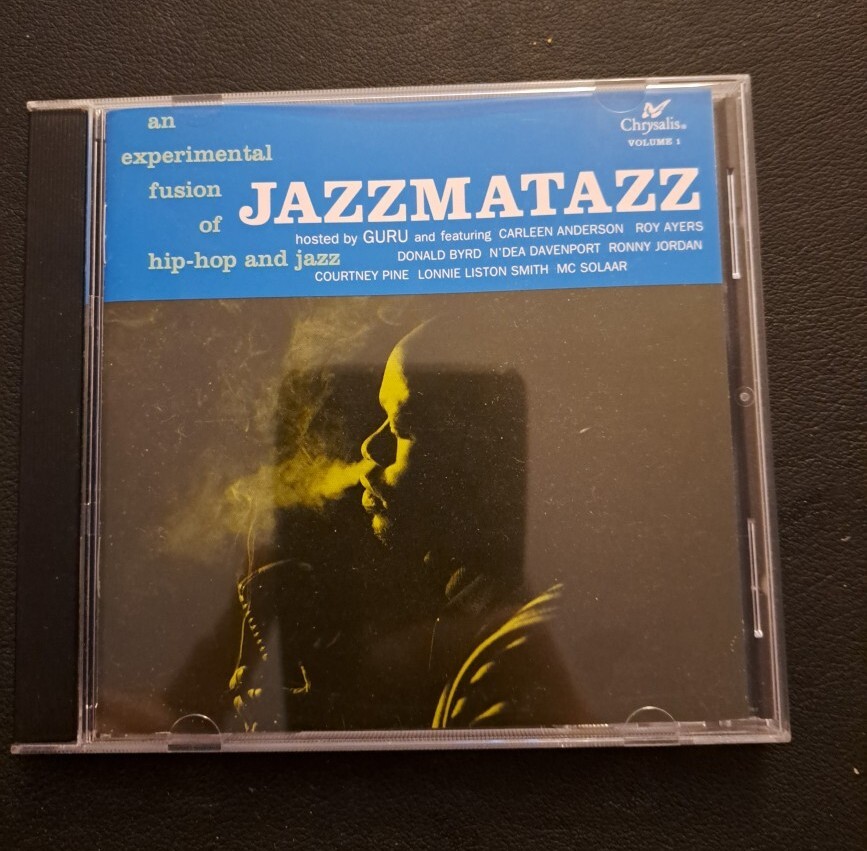 an
experimental
fusion
of
hip-hop and jazz
Chrysalis®
VOLUME 1
JAZZMATAZZ
hosted by GURU and featuring CARLEEN ANDERSON ROY AYERS
DONALD BYRD N'DEA DAVENPORT RONNY JORDAN
COURTNEY PINE LONNIE LISTON SMITH MC SOLAAR